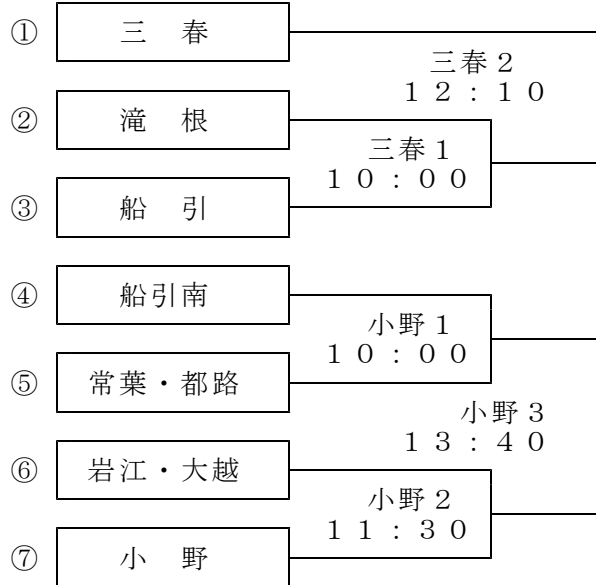 ① 三 春
三春２
１２：１０
② 滝 根
三春１
１０：００
③ 船 引
④ 船引南
小野１
１０：００
⑤ 常葉・都路
小野３
１３：４０
⑥ 岩江・大越
小野２
１１：３０
⑦ 小 野